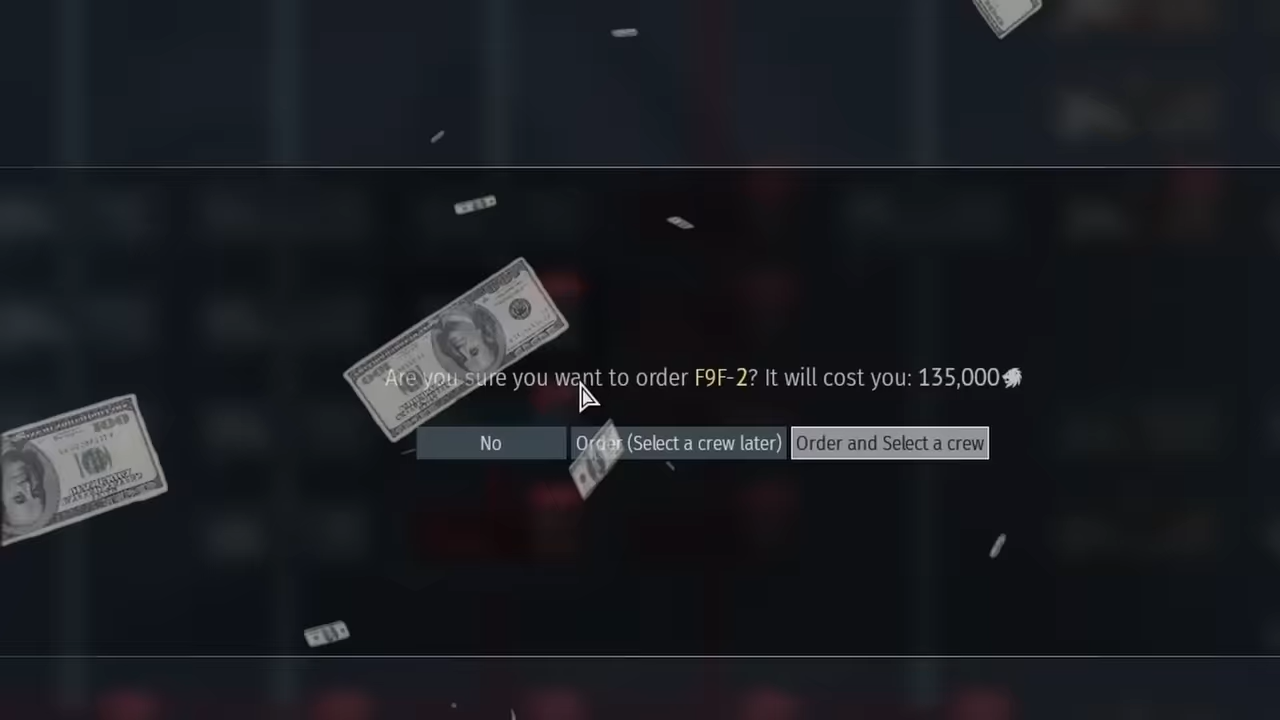 Are you sure you want to order F9F-2? It will cost you: 135,000
No
Order (Select a crew later)
Order and Select a crew
100